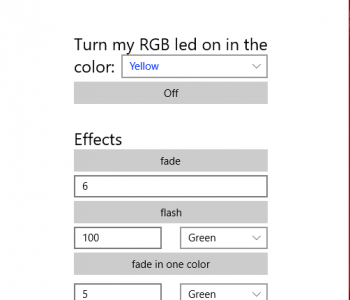 Turn my RGB led on in the
color: Yellow
Off
Effects
fade
6
flash
100 Green
fade in one color
5 Green